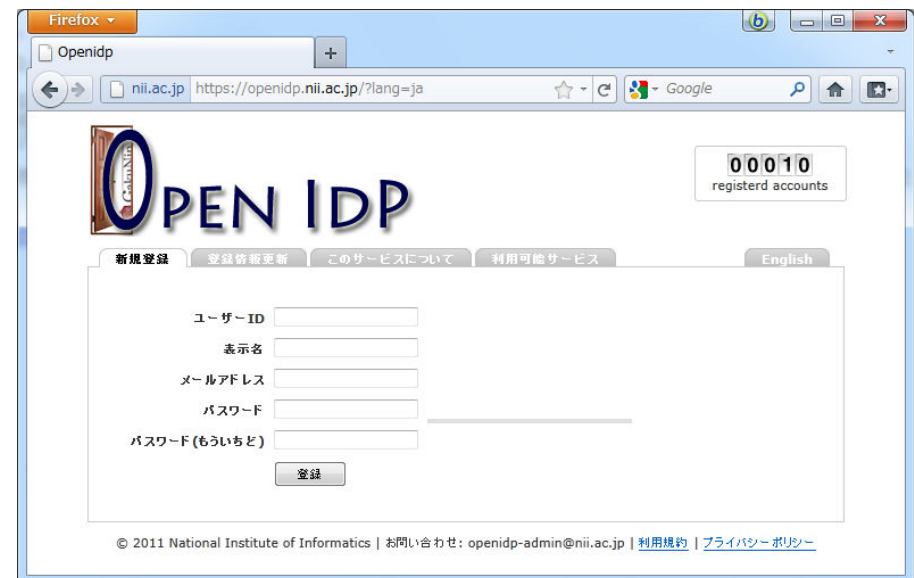 Firefox
Openidp
nii.ac.jp https://openidp.nii.ac.jp/?lang=ja
Google
GakuNin
OPEN IDP
00010
registerd accounts
新規登録 登録情報更新 このサービスについて 利用可能サービス English
ユーザーID
表示名
メールアドレス
パスワード
パスワード(もういちど)
登録
© 2011 National Institute of Informatics | お問い合わせ: openidp-admin@nii.ac.jp | 利用規約 | プライバシーポリシー